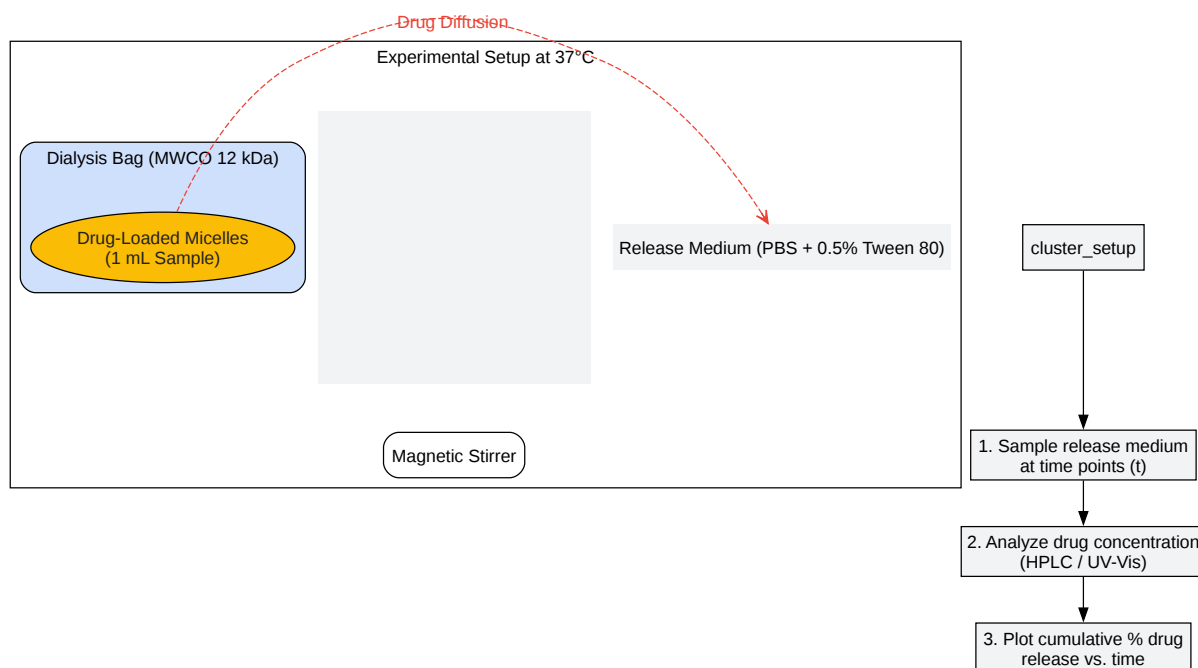 Drug Diffusion
Experimental Setup at 37°C
Dialysis Bag (MWCO 12 kDa)
Drug-Loaded Micelles
(1 mL Sample)
Release Medium (PBS + 0.5% Tween 80)
Magnetic Stirrer
cluster_setup
1. Sample release medium
at time points (t)
2. Analyze drug concentration
(HPLC / UV-Vis)
3. Plot cumulative % drug
release vs. time